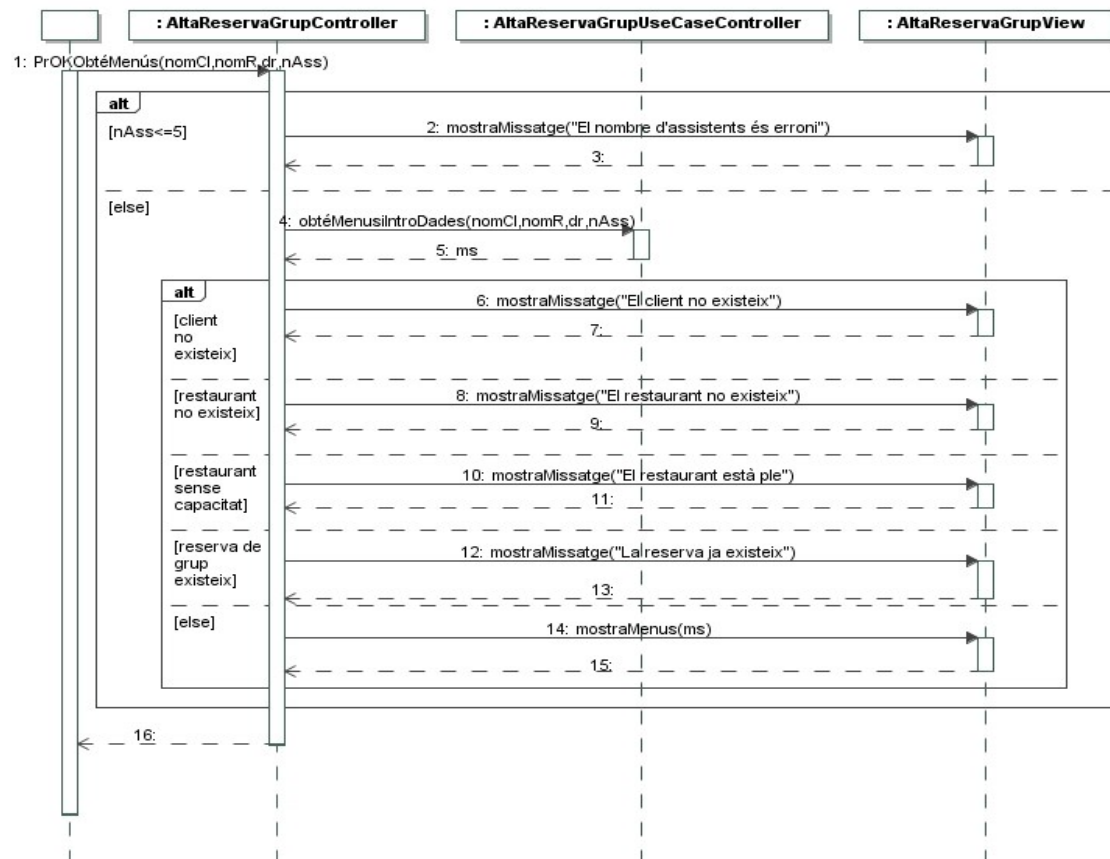 : AltaReservaGrupController
: AltaReservaGrupUseCaseController
: AltaReservaGrupView
1: PrOKObtéMenús(nomCl,nomR,dr,nAss)
alt
[nAss<=5]
2: mostraMissatge("El nombre d'assistents és erroni")
3:
[else]
4: obtéMenusiIntroDades(nomCl,nomR,dr,nAss)
5: ms
alt
[client
no
existeix]
6: mostraMissatge("El client no existeix")
7:
[restaurant
no existeix]
8: mostraMissatge("El restaurant no existeix")
9:
[restaurant
sense
capacitat]
10: mostraMissatge("El restaurant està ple")
11:
[reserva de
grup
existeix]
12: mostraMissatge("La reserva ja existeix")
13:
[else]
14: mostraMenus(ms)
15:
16: